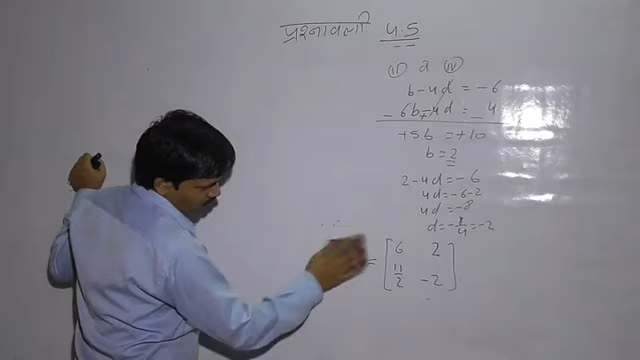 प्रश्नावली 4.5
(ii) व (iv)
b-4d = -6
-6b-4d = -4
+5b = +10
b = 2
2-4d = -6
4d = -6-2
4d = -8
d = -8/4 = -2
= [6 2
11/2 -2]